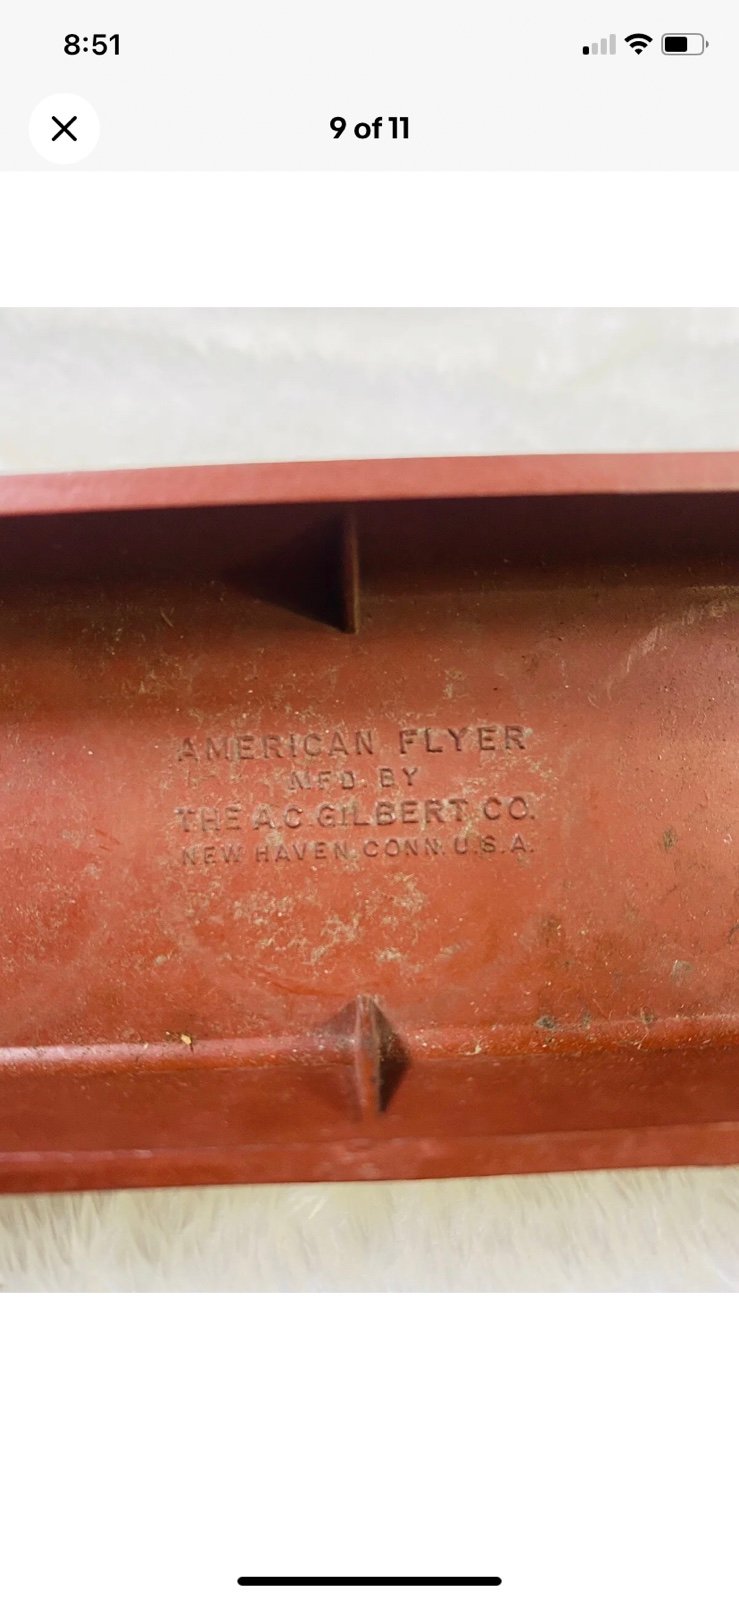 8:51
9 of 11
AMERICAN FLYER
MFD. BY
THE A.C. GILBERT CO.
NEW HAVEN, CONN. U.S.A.